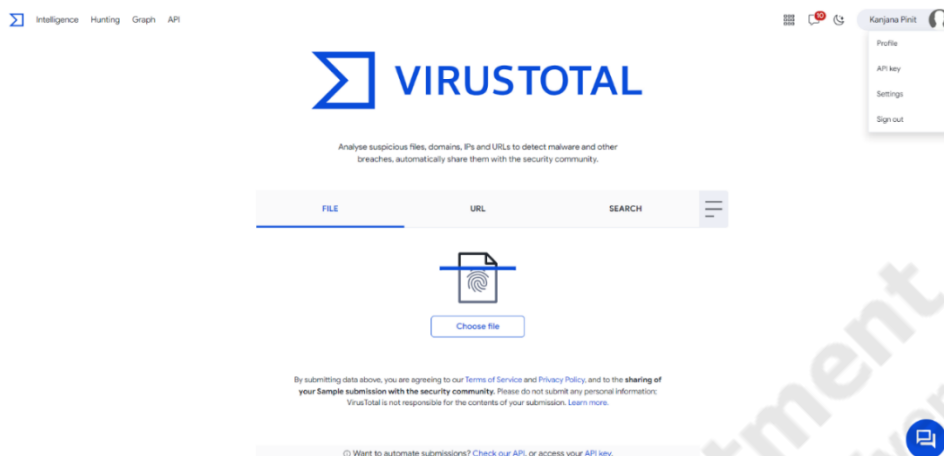 Intelligence Hunting Graph API
10
Kanjana Pinit
Profile
API key
Settings
Sign out
VIRUSTOTAL
Analyse suspicious files, domains, IPs and URLs to detect malware and other
breaches, automatically share them with the security community.
FILE URL SEARCH
Choose file
By submitting data above, you are agreeing to our Terms of Service and Privacy Policy, and to the sharing of
your Sample submission with the security community. Please do not submit any personal information;
VirusTotal is not responsible for the contents of your submission. Learn more.
Want to automate submissions? Check our API, or access your API key.